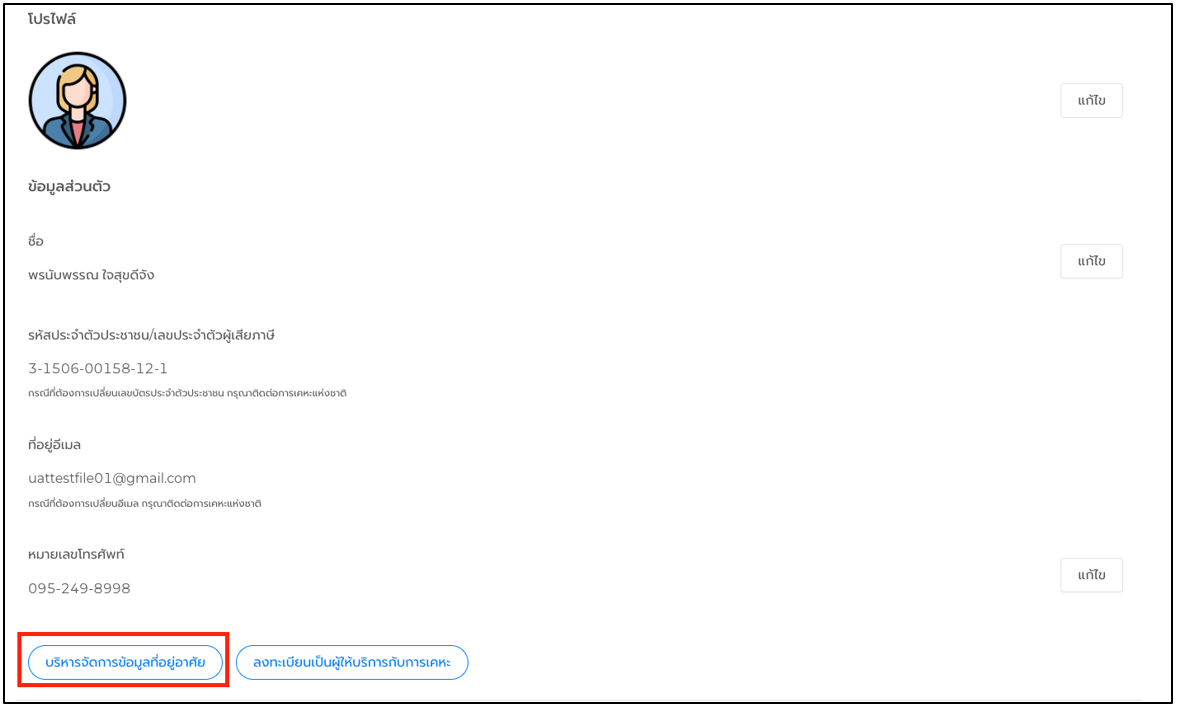 โปรไฟล์
แก้ไข
ข้อมูลส่วนตัว
ชื่อ
แก้ไข
พรนับพรรณ ใจสุขดีจัง
รหัสประจำตัวประชาชน/เลขประจำตัวผู้เสียภาษี
3-1506-00158-12-1
กรณีที่ต้องการเปลี่ยนเลขบัตรประจำตัวประชาชน กรุณาติดต่อการเคหะแห่งชาติ
ที่อยู่อีเมล
uattestfile01@gmail.com
กรณีที่ต้องการเปลี่ยนอีเมล กรุณาติดต่อการเคหะแห่งชาติ
หมายเลขโทรศัพท์
แก้ไข
095-249-8998
บริหารจัดการข้อมูลที่อยู่อาศัย ลงทะเบียนเป็นผู้ให้บริการกับการเคหะ